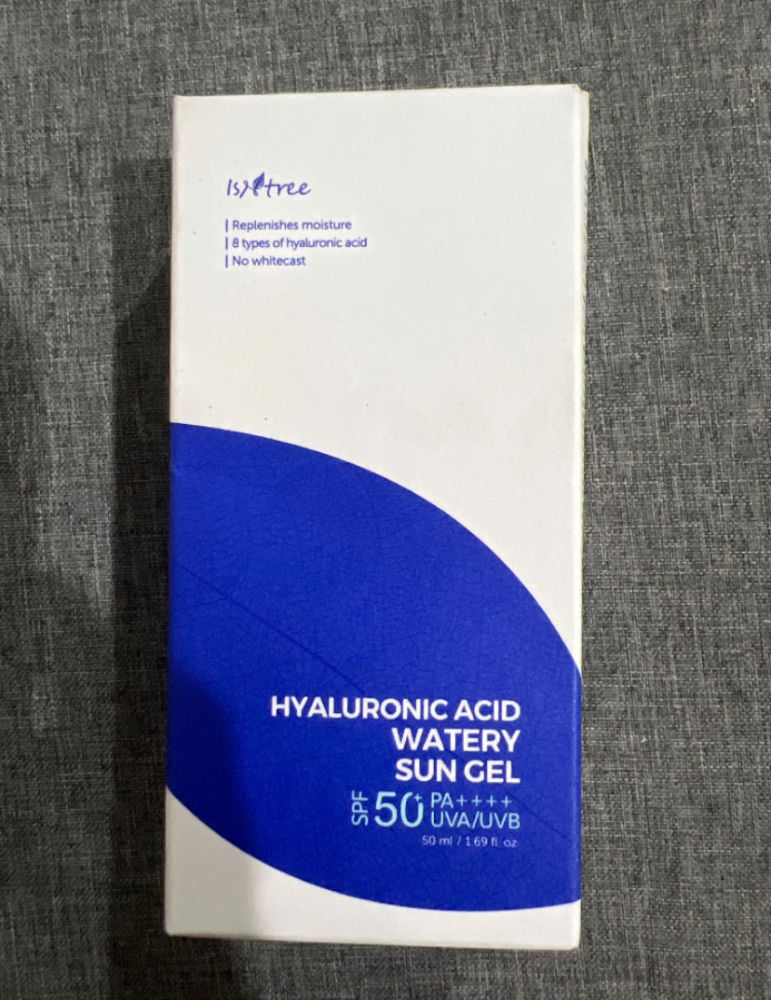 Isntree
Replenishes moisture
8 types of hyaluronic acid
No whitecast
HYALURONIC ACID
WATERY
SUN GEL
SPF 50+ PA++++
UVA/UVB
50 ml / 1.69 fl. oz